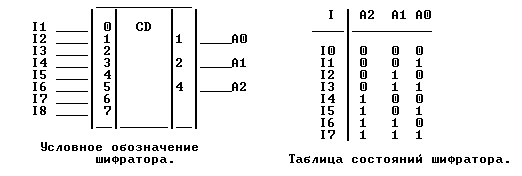 I1 0 CD
I2 1 1 A0
I3 2
I4 3 2 A1
I5 4
I6 5 4 A2
I7 6
I8 7
Условное обозначение
шифратора.
I A2 A1 A0
I0 0 0 0
I1 0 0 1
I2 0 1 0
I3 0 1 1
I4 1 0 0
I5 1 0 1
I6 1 1 0
I7 1 1 1
Таблица состояний шифратора.